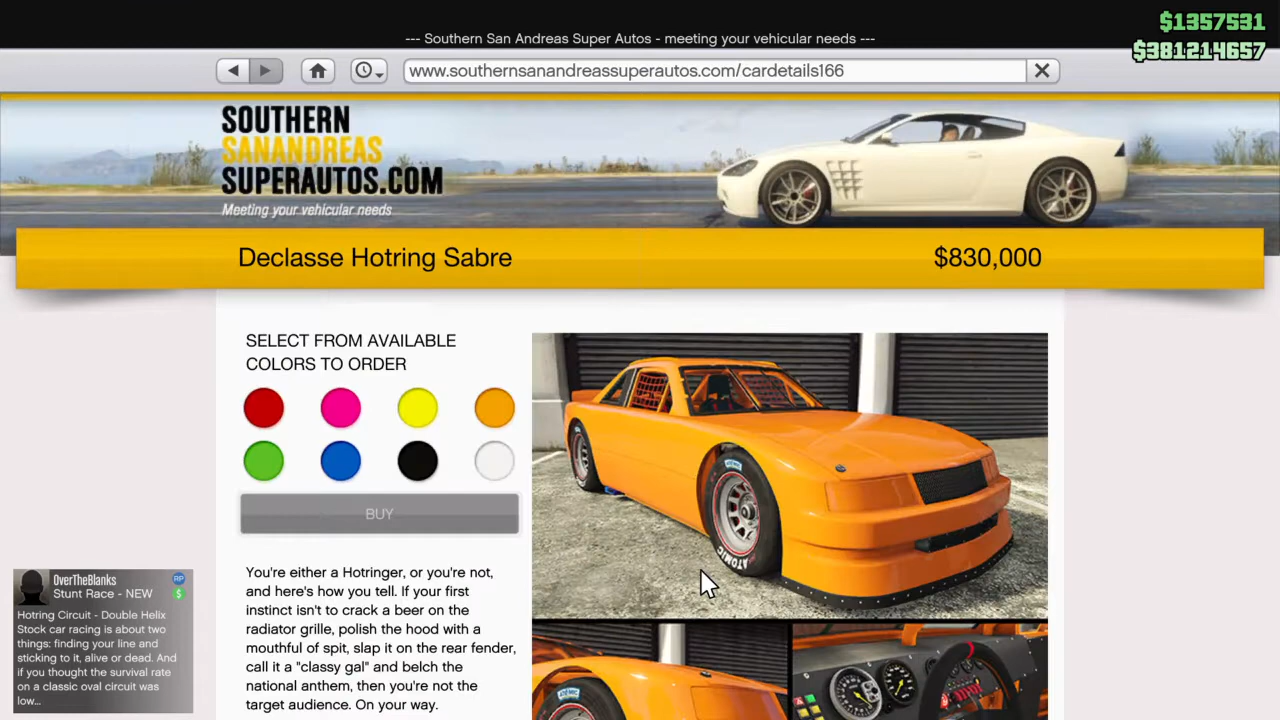 $1357531
$381214657
--- Southern San Andreas Super Autos - meeting your vehicular needs ---
www.southernsanandreassuperautos.com/cardetails166
SOUTHERN
SANANDREAS
SUPERAUTOS.COM
Meeting your vehicular needs
Declasse Hotring Sabre
$830,000
SELECT FROM AVAILABLE
COLORS TO ORDER
BUY
You're either a Hotringer, or you're not,
and here's how you tell. If your first
instinct isn't to crack a beer on the
radiator grille, polish the hood with a
mouthful of spit, slap it on the rear fender,
call it a "classy gal" and belch the
national anthem, then you're not the
target audience. On your way.
ATOMIC
OverTheBlanks
RP
Stunt Race - NEW
$
Hotring Circuit - Double Helix
Stock car racing is about two
things: finding your line and
sticking to it, alive or dead. And
if you thought the survival rate
on a classic oval circuit was
low...